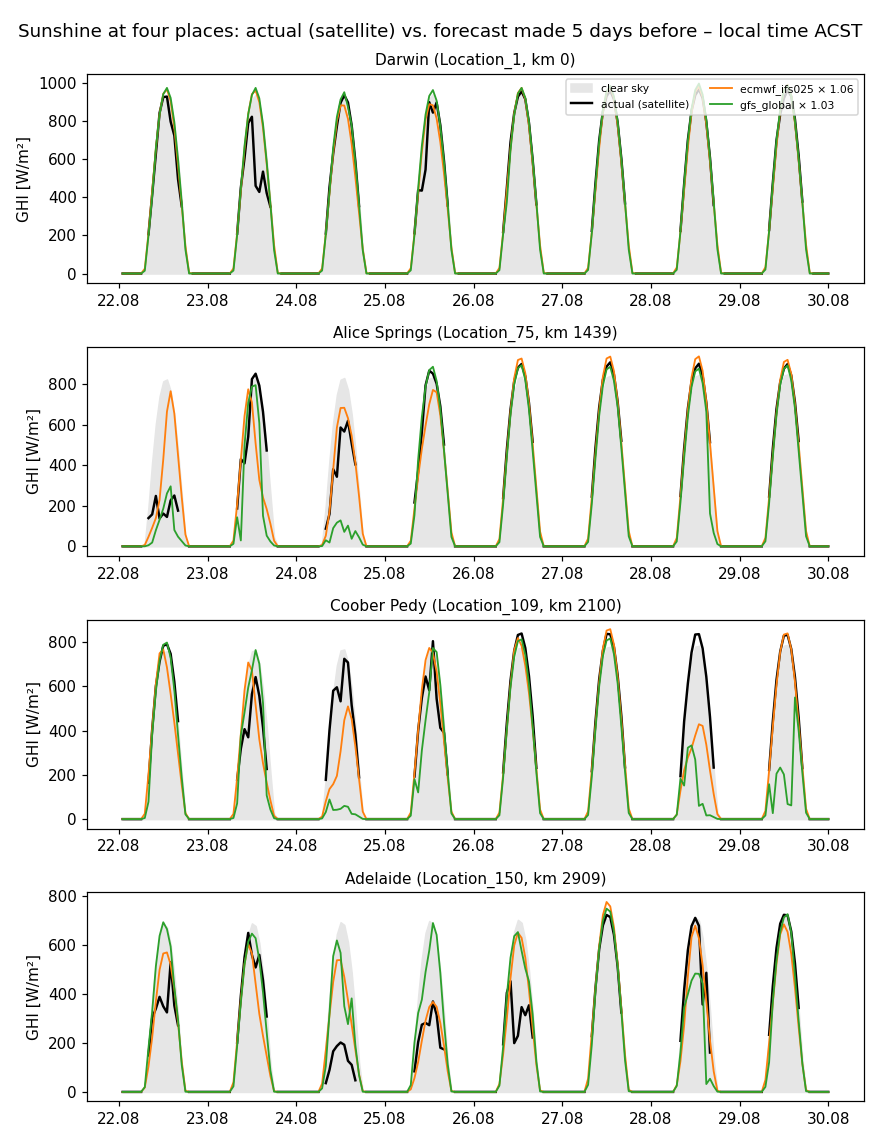 Sunshine at four places: actual (satellite) vs. forecast made 5 days before – local time ACST
Darwin (Location_1, km 0)
GHI [W/m²]
1000
800
600
400
200
0
clear sky
actual (satellite)
ecmwf_ifs025 × 1.06
gfs_global × 1.03
22.08 23.08 24.08 25.08 26.08 27.08 28.08 29.08 30.08
Alice Springs (Location_75, km 1439)
GHI [W/m²]
800
600
400
200
0
22.08 23.08 24.08 25.08 26.08 27.08 28.08 29.08 30.08
Coober Pedy (Location_109, km 2100)
GHI [W/m²]
800
600
400
200
0
22.08 23.08 24.08 25.08 26.08 27.08 28.08 29.08 30.08
Adelaide (Location_150, km 2909)
GHI [W/m²]
800
600
400
200
0
22.08 23.08 24.08 25.08 26.08 27.08 28.08 29.08 30.08